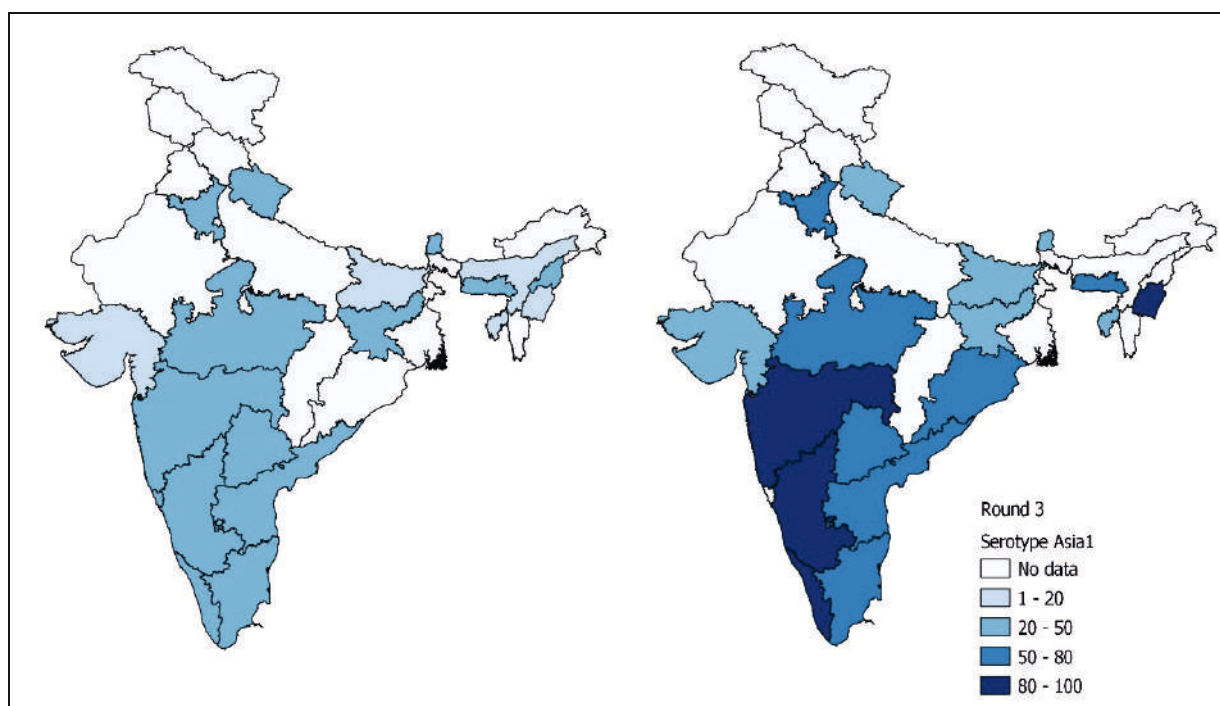 Round 3
Serotype Asia1
No data
1 - 20
20 - 50
50 - 80
80 - 100